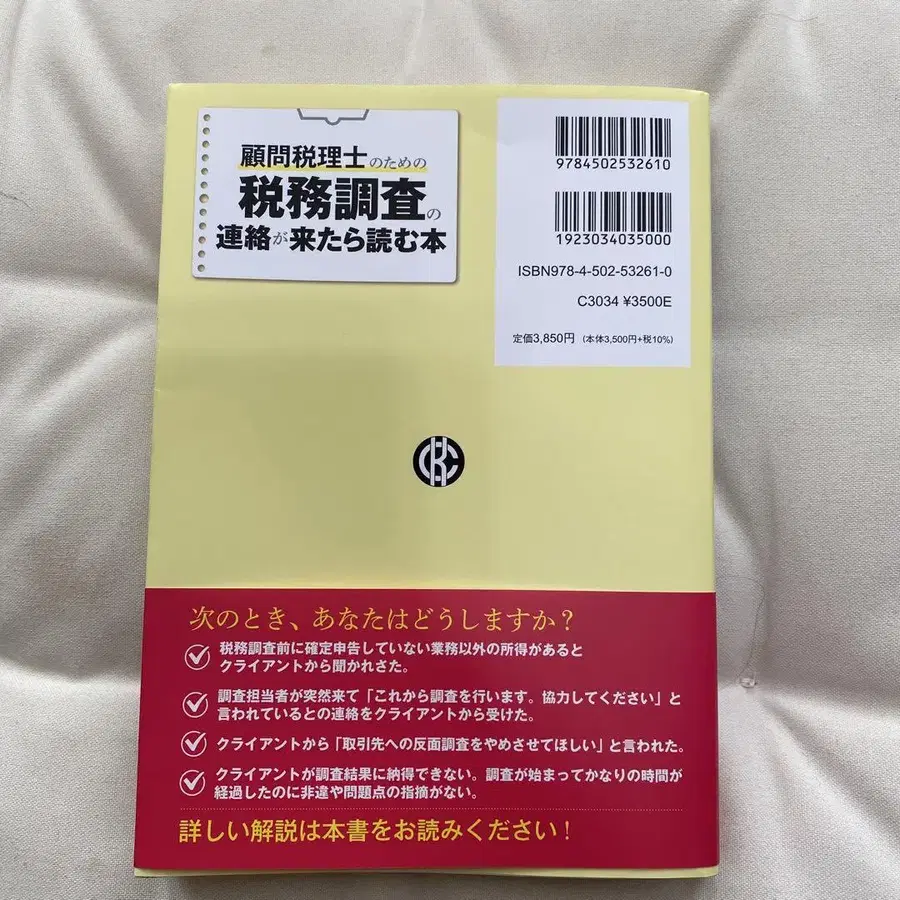 顧問税理士のための
税務調査の
連絡が来たら読む本
9784502532610
1923034035000
ISBN978-4-502-53261-0
C3034 ¥3500E
定価3,850円 (本体3,500円+税10%)
次のとき、あなたはどうしますか?
税務調査前に確定申告していない業務以外の所得があると
クライアントから聞かれさた。
調査担当者が突然来て「これから調査を行います。協力してください」と
言われているとの連絡をクライアントから受けた。
クライアントから「取引先への反面調査をやめさせてほしい」と言われた。
クライアントが調査結果に納得できない。調査が始まってかなりの時間が
経過したのに非違や問題点の指摘がない。
詳しい解説は本書をお読みください!